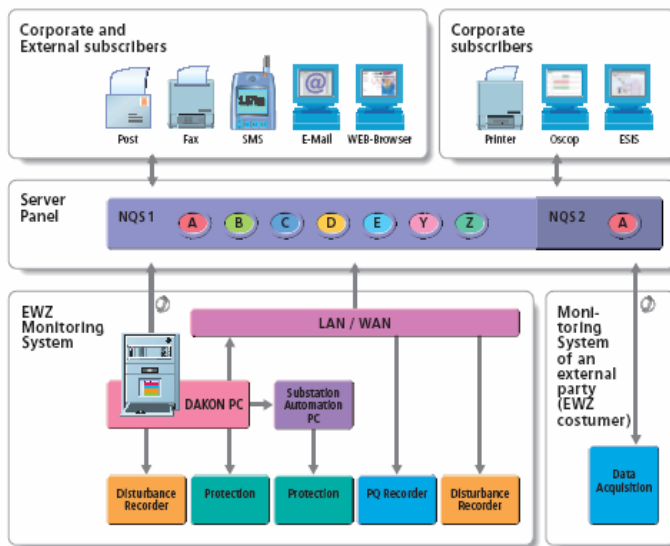 Corporate and
External subscribers
Post
Fax
SMS
E-Mail
WEB-Browser
Corporate
subscribers
Printer
Oscop
ESIS
Server
Panel
NQS 1
A
B
C
D
E
Y
Z
NQS 2
A
EWZ
Monitoring
System
LAN / WAN
DAKON PC
Substation
Automation
PC
Disturbance
Recorder
Protection
Protection
PQ Recorder
Disturbance
Recorder
Moni-
toring
System
of an
external
party
(EWZ
costumer)
Data
Acquisition